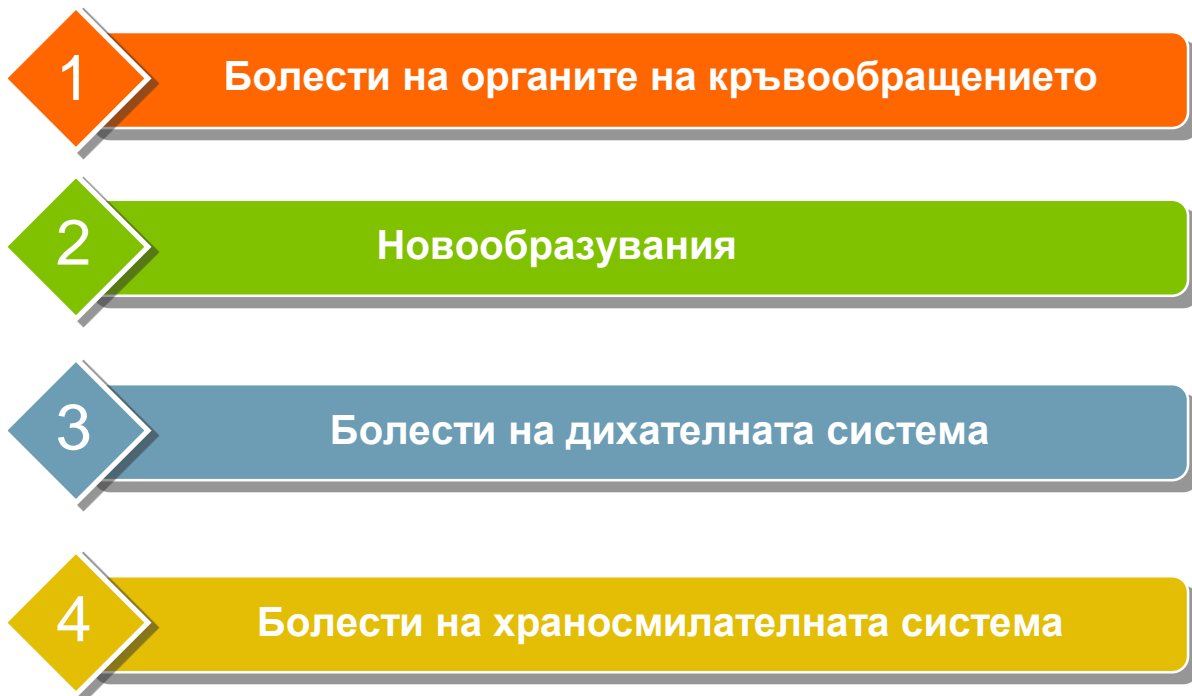 1
Болести на органите на кръвообращението
2
Новообразувания
3
Болести на дихателната система
4
Болести на храносмилателната система